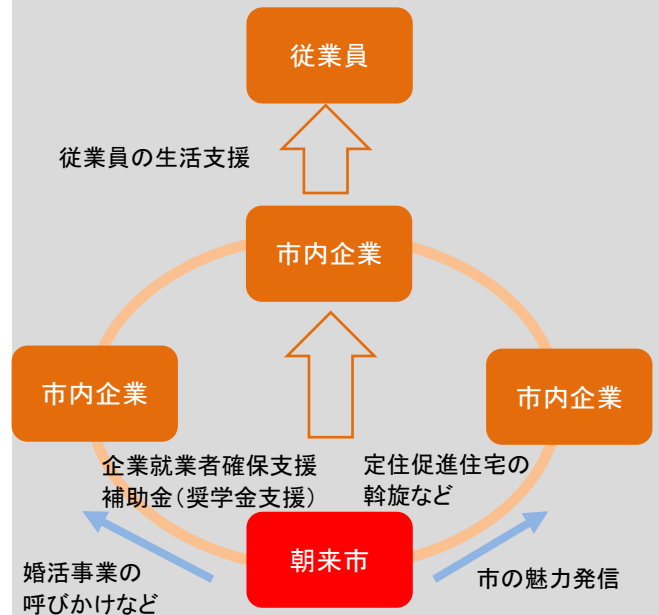 従業員
従業員の生活支援
市内企業
市内企業
市内企業
企業就業者確保支援
補助金（奨学金支援）
定住促進住宅の
斡旋など
朝来市
婚活事業の
呼びかけなど
市の魅力発信